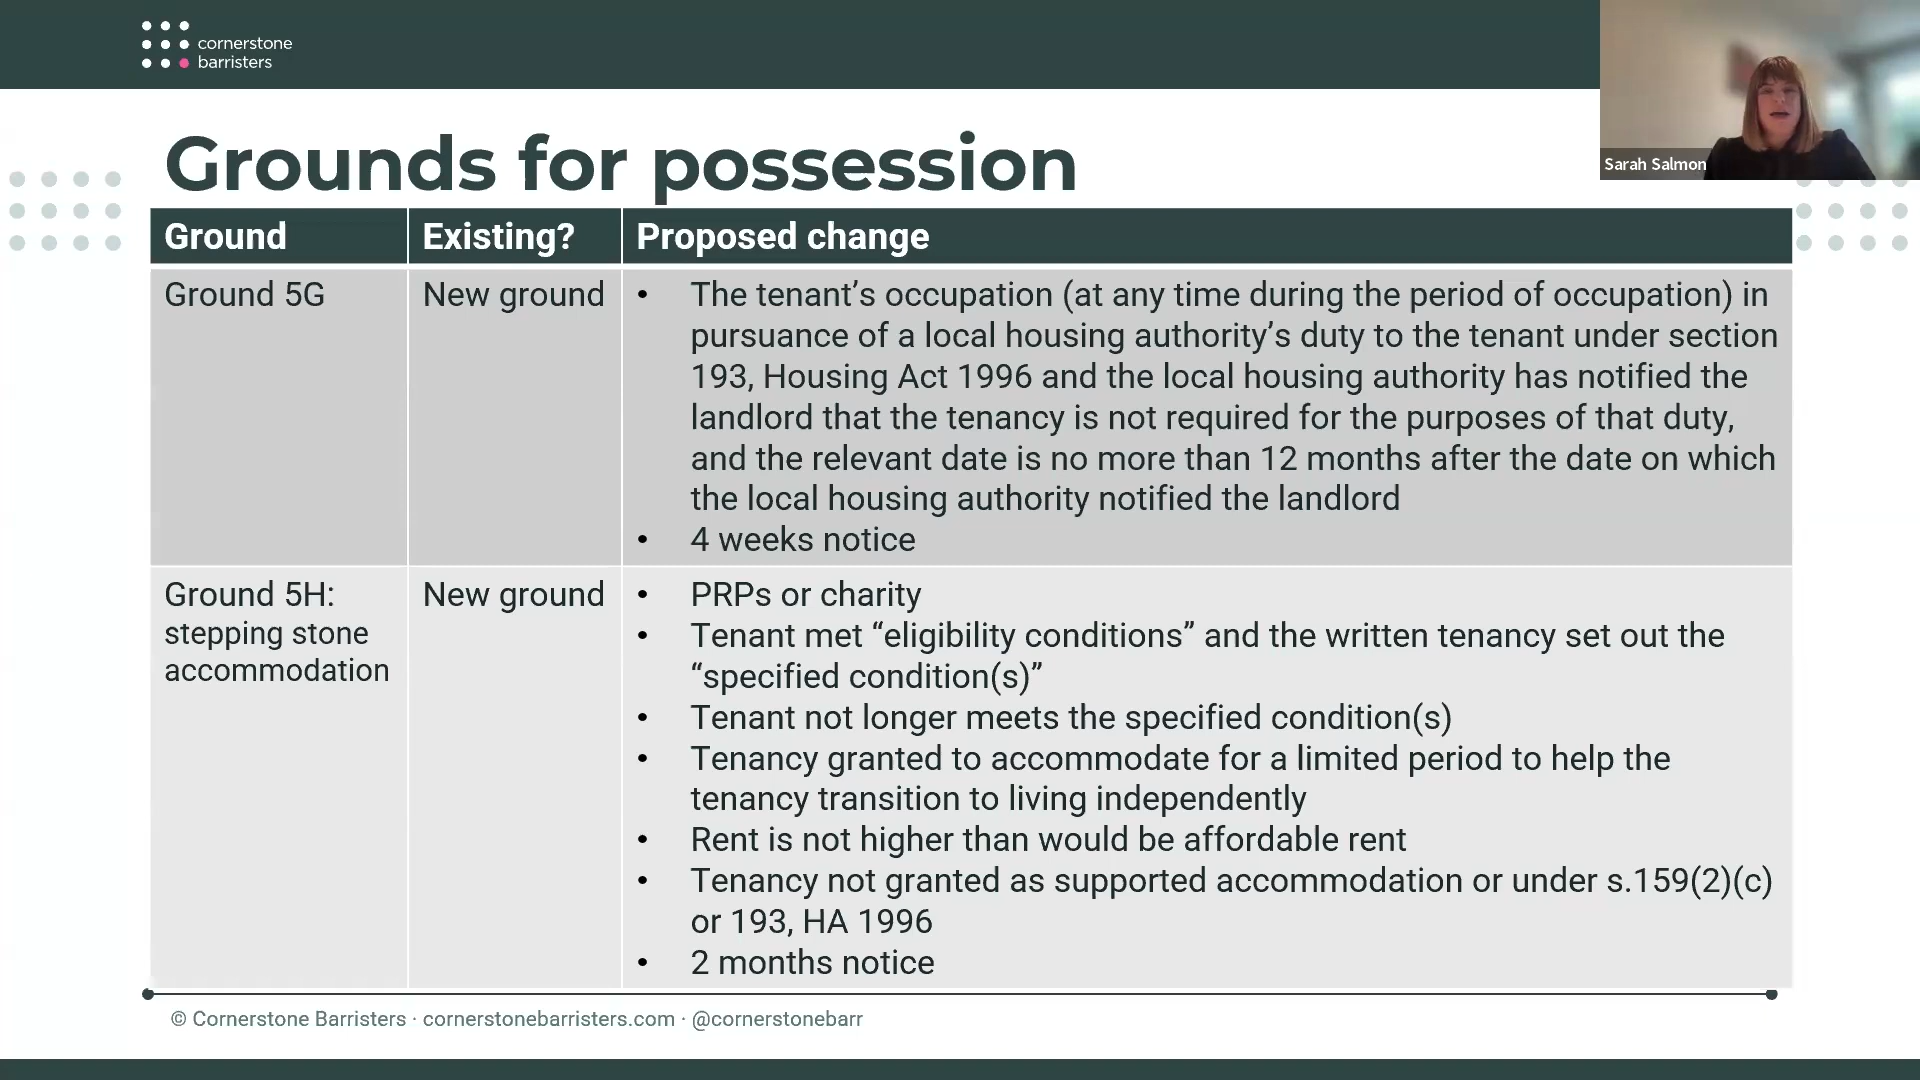 cornerstone
barristers
Sarah Salmon
Grounds for possession
Ground
Existing?
Proposed change
Ground 5G
New ground
• The tenant’s occupation (at any time during the period of occupation) in
pursuance of a local housing authority’s duty to the tenant under section
193, Housing Act 1996 and the local housing authority has notified the
landlord that the tenancy is not required for the purposes of that duty,
and the relevant date is no more than 12 months after the date on which
the local housing authority notified the landlord
• 4 weeks notice
Ground 5H:
stepping stone
accommodation
New ground
• PRPs or charity
• Tenant met “eligibility conditions” and the written tenancy set out the
“specified condition(s)”
• Tenant not longer meets the specified condition(s)
• Tenancy granted to accommodate for a limited period to help the
tenancy transition to living independently
• Rent is not higher than would be affordable rent
• Tenancy not granted as supported accommodation or under s.159(2)(c)
or 193, HA 1996
• 2 months notice
© Cornerstone Barristers · cornerstonebarristers.com · @cornerstonebarr